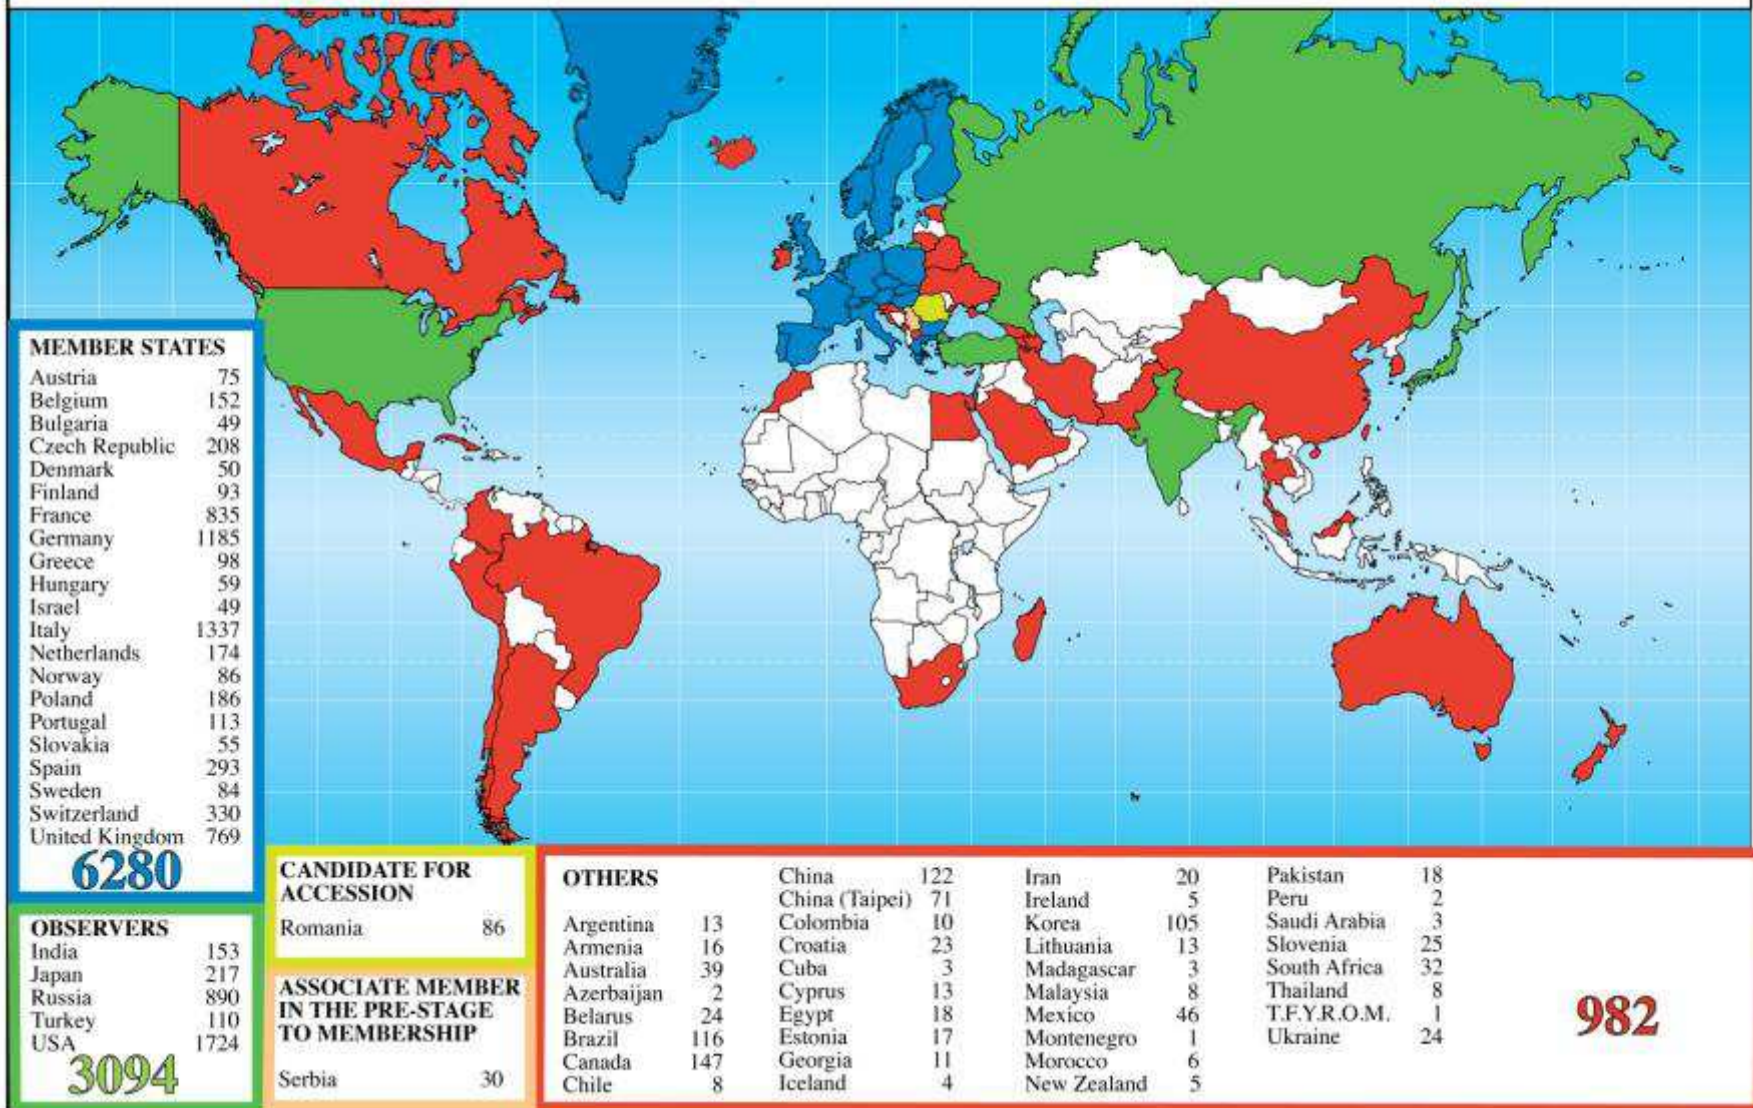 MEMBER STATES
Austria 75
Belgium 152
Bulgaria 49
Czech Republic 208
Denmark 50
Finland 93
France 835
Germany 1185
Greece 98
Hungary 59
Israel 49
Italy 1337
Netherlands 174
Norway 86
Poland 186
Portugal 113
Slovakia 55
Spain 293
Sweden 84
Switzerland 330
United Kingdom 769
6280
OBSERVERS
India 153
Japan 217
Russia 890
Turkey 110
USA 1724
3094
CANDIDATE FOR
ACCESSION
Romania 86
ASSOCIATE MEMBER
IN THE PRE-STAGE
TO MEMBERSHIP
Serbia 30
OTHERS
Argentina 13
Armenia 16
Australia 39
Azerbaijan 2
Belarus 24
Brazil 116
Canada 147
Chile 8
China 122
China (Taipei) 71
Colombia 10
Croatia 23
Cuba 3
Cyprus 13
Egypt 18
Estonia 17
Georgia 11
Iceland 4
Iran 20
Ireland 5
Korea 105
Lithuania 13
Madagascar 3
Malaysia 8
Mexico 46
Montenegro 1
Morocco 6
New Zealand 5
Pakistan 18
Peru 2
Saudi Arabia 3
Slovenia 25
South Africa 32
Thailand 8
T.F.Y.R.O.M. 1
Ukraine 24
982